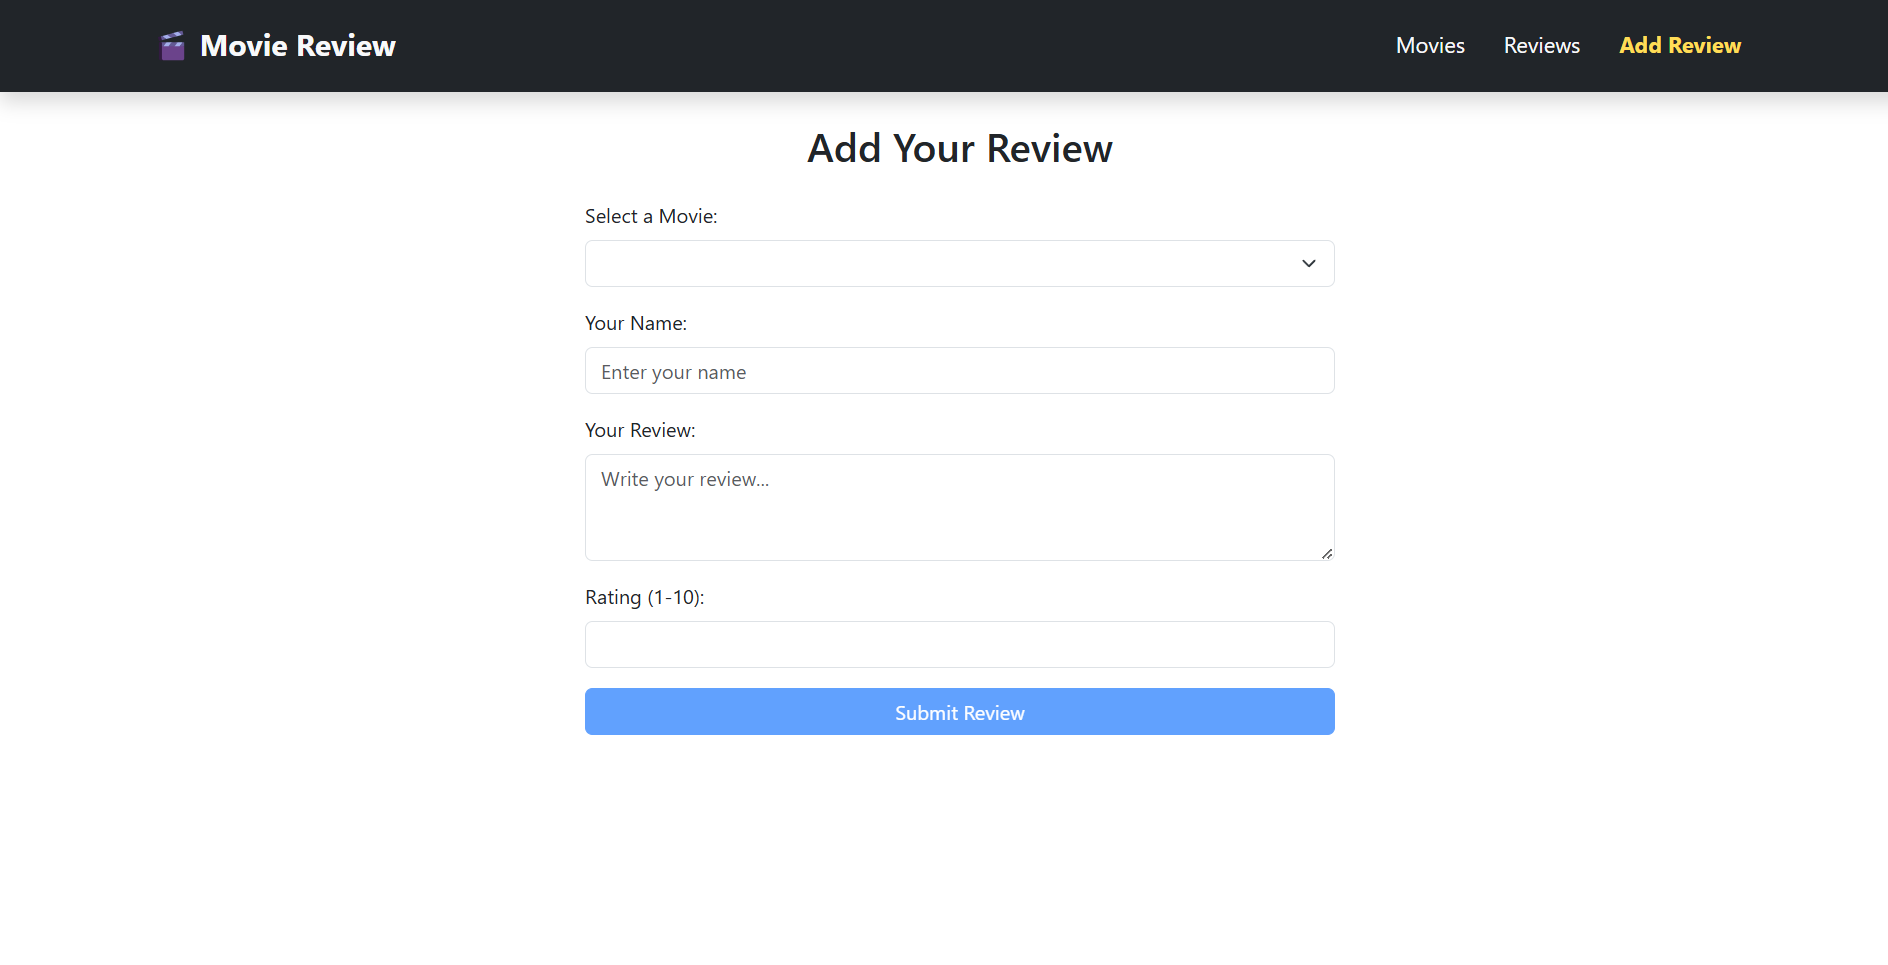 Movie Review
Movies
Reviews
Add Review
Add Your Review
Select a Movie:
Your Name:
Enter your name
Your Review:
Write your review...
Rating (1-10):
Submit Review